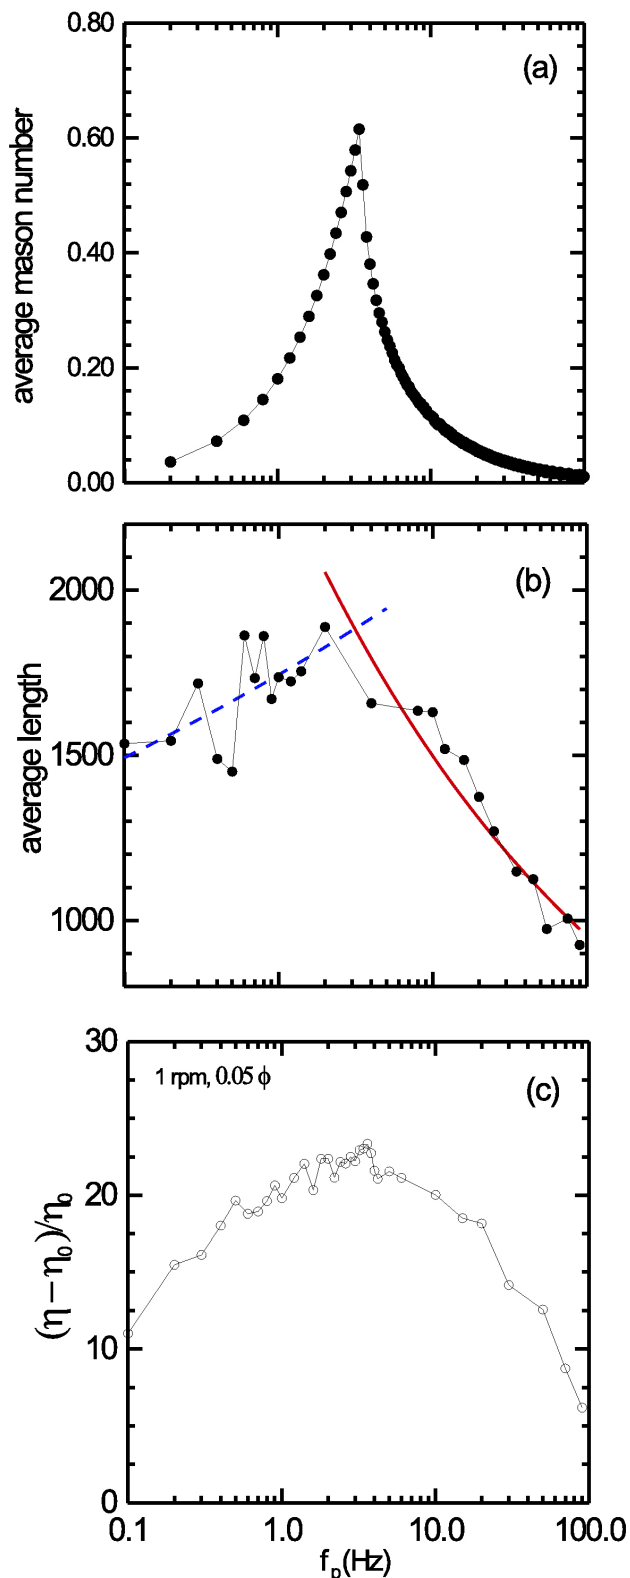 0.80
(a)
0.60
0.40
0.20
0.00
average mason number
2000
(b)
1500
1000
average length
30
1 rpm, 0.05 ϕ
(c)
20
10
0
(η−η₀)/η₀
0.1 1.0 10.0 100.0
fₚ(Hz)